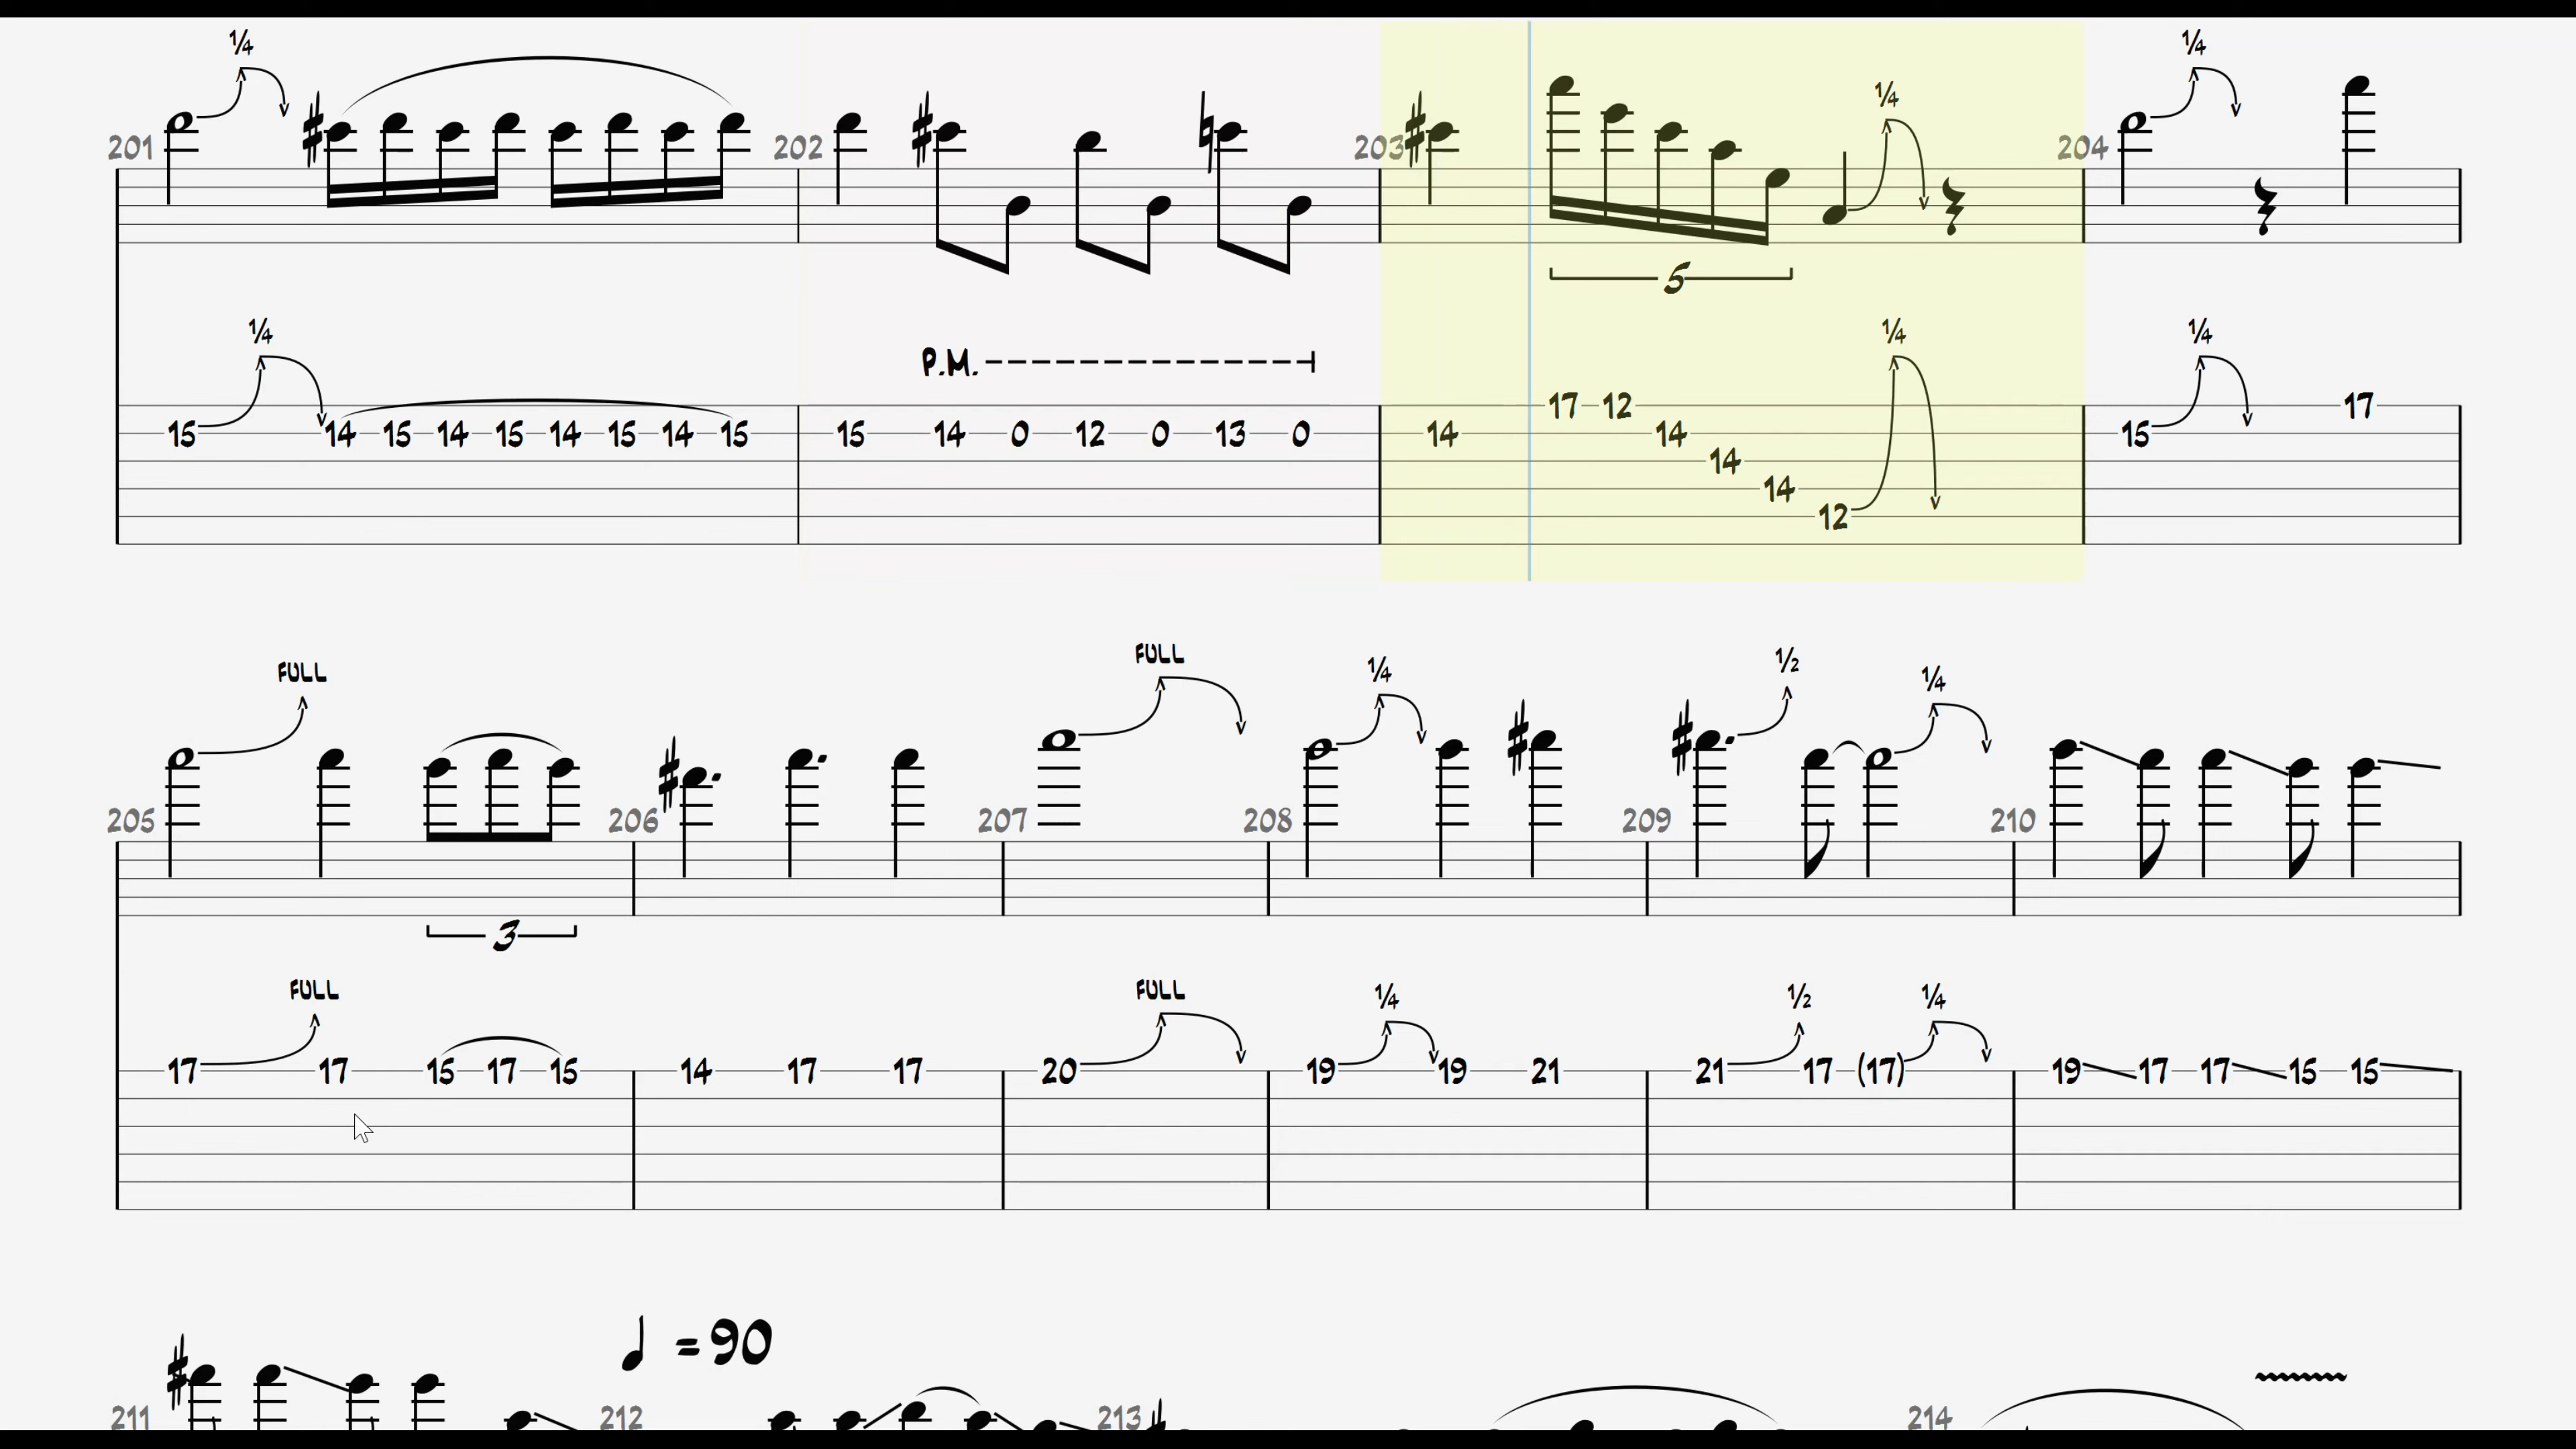 ¼ ¼ ¼
201 202 203 204
5
¼ P.M. ¼ ¼
17 12 17
15 14 15 14 15 14 15 14 15 15 14 0 12 0 13 0 14 14 15
14
14
12
FULL FULL ¼ ½ ¼
205 206 207 208 209 210
3
FULL FULL ¼ ½ ¼
17 17 15 17 15 14 17 17 20 19 19 21 21 17 (17) 19 17 17 15 15
= 90
211 212 213 214